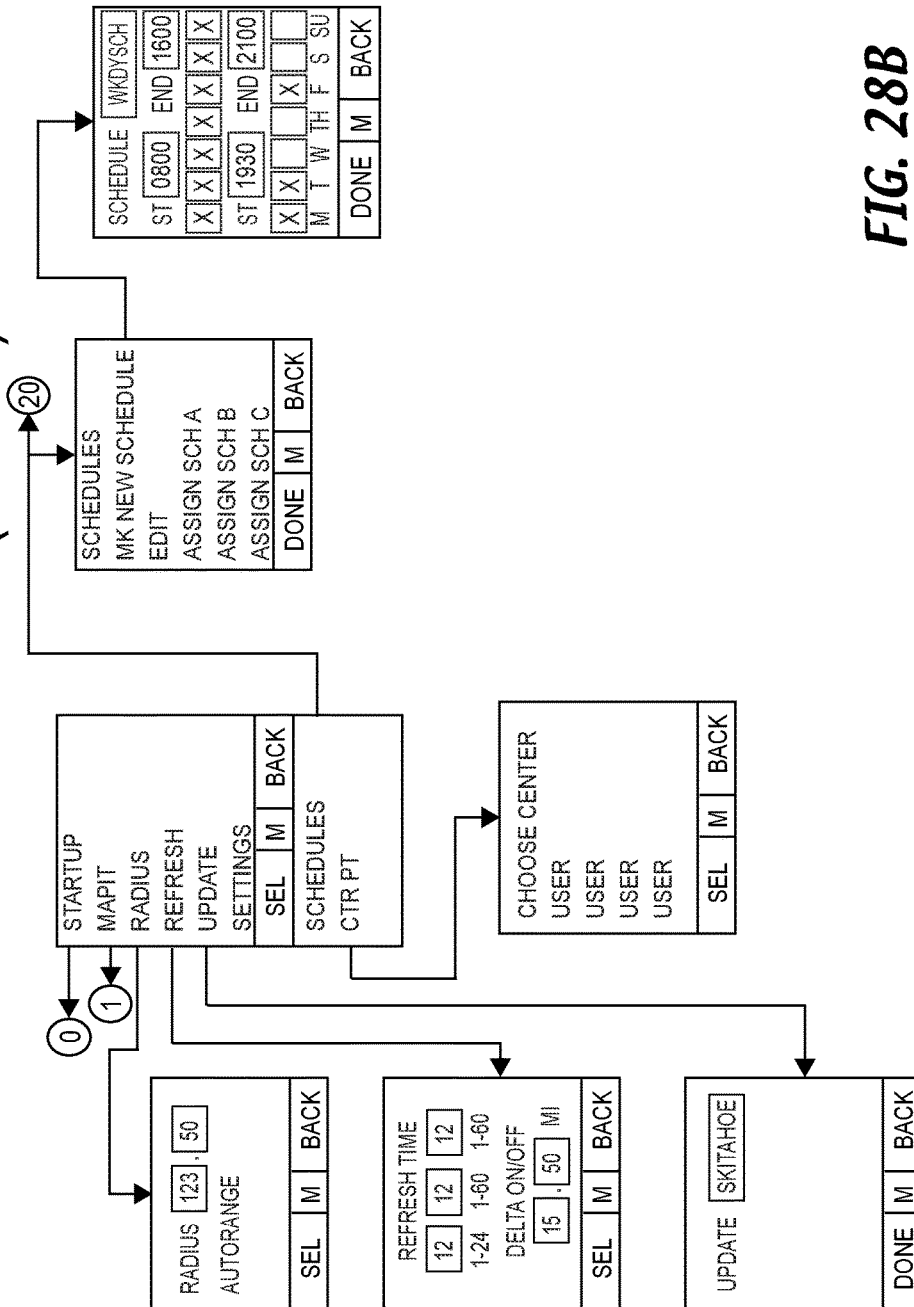 20
SCHEDULE WKDYSCH
ST 0800 END 1600
X X X X X X X
ST 1930 END 2100
X X X
M T W TH F S SU
DONE M BACK
SCHEDULES
MK NEW SCHEDULE
EDIT
ASSIGN SCH A
ASSIGN SCH B
ASSIGN SCH C
DONE M BACK
0
1
STARTUP
MAPIT
RADIUS
REFRESH
UPDATE
SETTINGS
SEL M BACK
SCHEDULES
CTR PT
CHOOSE CENTER
USER
USER
USER
USER
SEL M BACK
RADIUS 123 . 50
AUTORANGE
SEL M BACK
REFRESH TIME
12 12 12
1-24 1-60 1-60
DELTA ON/OFF
15 . 50 MI
SEL M BACK
UPDATE SKITAHOE
DONE M BACK
FIG. 28B